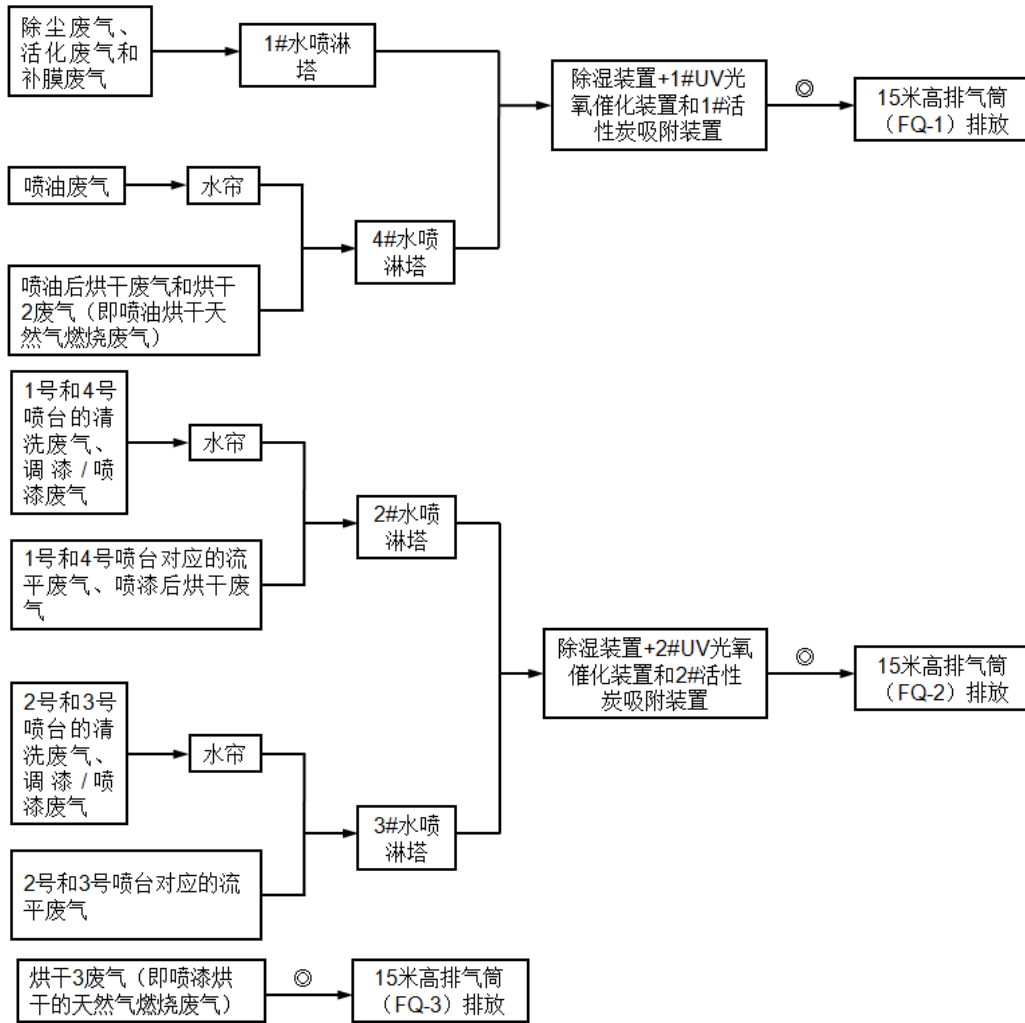 除尘废气、
活化废气和
补膜废气
1#水喷淋
塔
除湿装置+1#UV光
氧催化装置和1#活
性炭吸附装置
◎
15米高排气筒
（FQ-1）排放
喷油废气
水帘
4#水喷
淋塔
喷油后烘干废气和烘干
2废气（即喷油烘干天
然气燃烧废气）
1号和4号
喷台的清
洗废气、
调漆/喷
漆废气
水帘
2#水喷
淋塔
1号和4号喷台对应的流
平废气、喷漆后烘干废
气
除湿装置+2#UV光氧
催化装置和2#活性
炭吸附装置
◎
15米高排气筒
（FQ-2）排放
2号和3号
喷台的清
洗废气、
调漆/喷
漆废气
水帘
3#水喷
淋塔
2号和3号喷台对应的流
平废气
烘干3废气（即喷漆烘
干的天然气燃烧废气）
◎
15米高排气筒
（FQ-3）排放